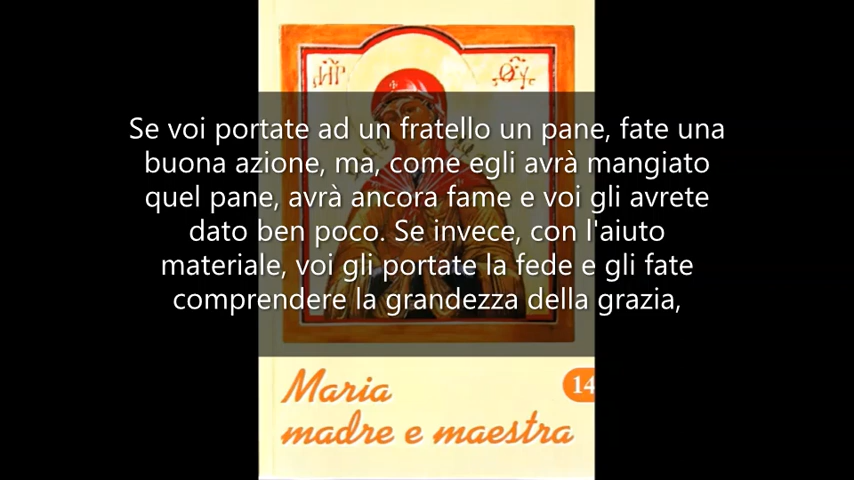 Se voi portate ad un fratello un pane, fate una
buona azione, ma, come egli avrà mangiato
quel pane, avrà ancora fame e voi gli avrete
dato ben poco. Se invece, con l'aiuto
materiale, voi gli portate la fede e gli fate
comprendere la grandezza della grazia,
Maria
14
madre e maestra